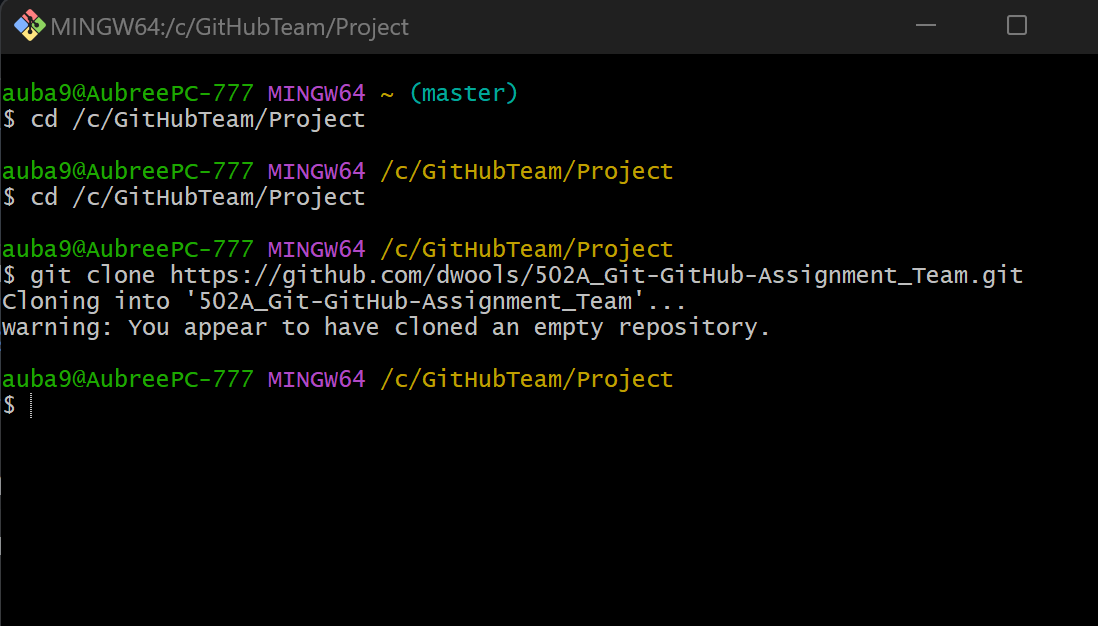 MINGW64:/c/GitHubTeam/Project
auba9@AubreePC-777 MINGW64 ~ (master)
$ cd /c/GitHubTeam/Project
auba9@AubreePC-777 MINGW64 /c/GitHubTeam/Project
$ cd /c/GitHubTeam/Project
auba9@AubreePC-777 MINGW64 /c/GitHubTeam/Project
$ git clone https://github.com/dwools/502A_Git-GitHub-Assignment_Team.git
Cloning into '502A_Git-GitHub-Assignment_Team'...
warning: You appear to have cloned an empty repository.
auba9@AubreePC-777 MINGW64 /c/GitHubTeam/Project
$